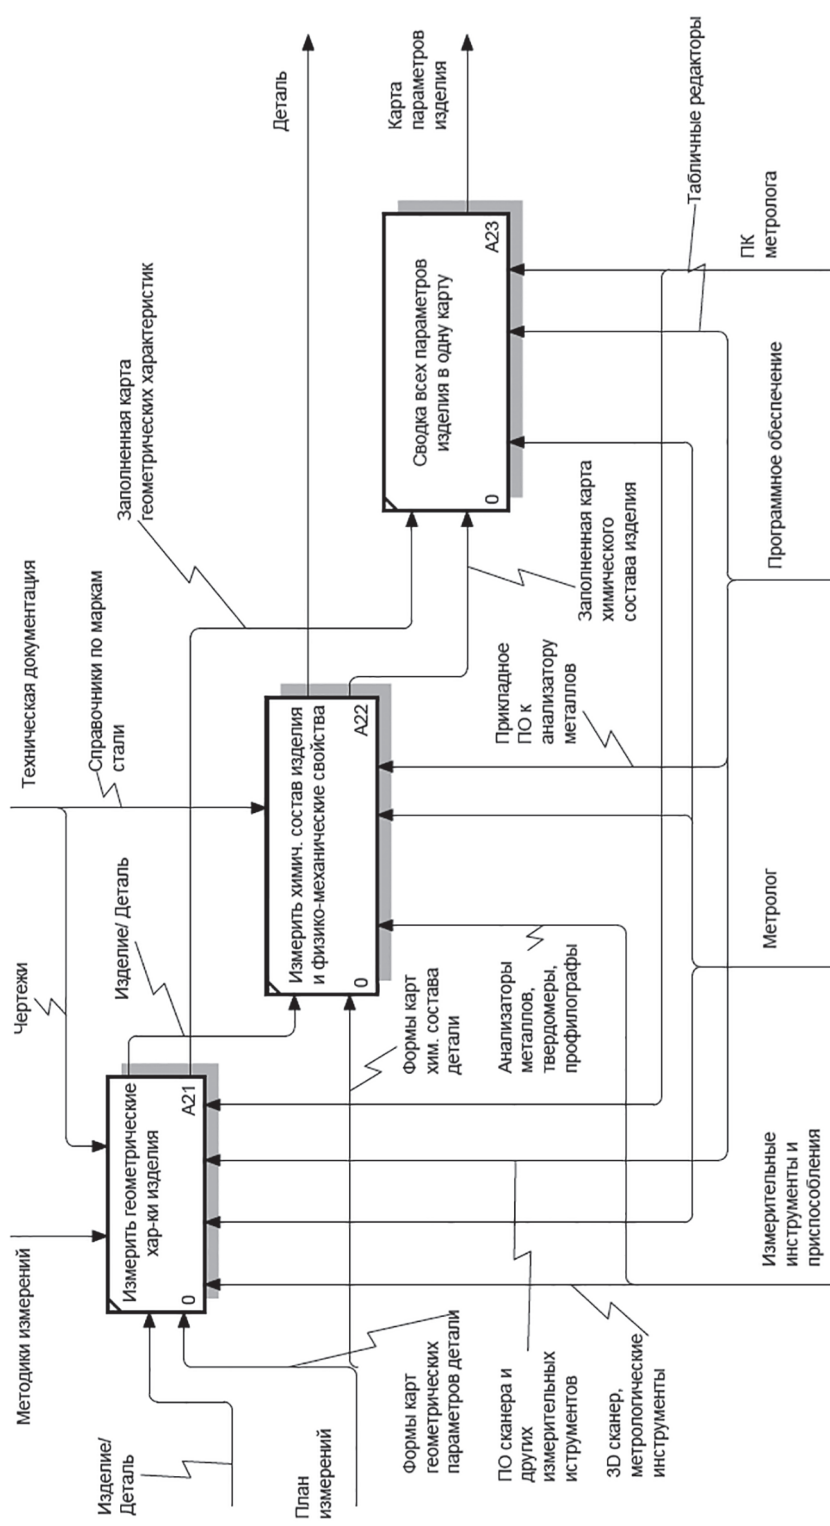 Изделие/
Деталь
План
измерений
Методики измерений
Чертежи
Техническая документация
Справочники по маркам
стали
Измерить геометрические
хар-ки изделия
0
A21
Изделие/ Деталь
Заполненная карта
геометрических характеристик
Измерить химич. состав изделия
и физико-механические свойства
0
A22
Деталь
Сводка всех параметров
изделия в одну карту
0
A23
Карта
параметров
изделия
Формы карт
геометрических
параметров детали
Формы карт
хим. состава
детали
Заполненная карта
химического
состава изделия
ПО сканера и
других
измерительных
иструментов
3D сканер,
метрологические
инструменты
Анализаторы
металлов,
твердомеры,
профилографы
Прикладное
ПО к
анализатору
металлов
Табличные редакторы
Измерительные
инструменты и
приспособления
Метролог
Программное обеспечение
ПК
метролога